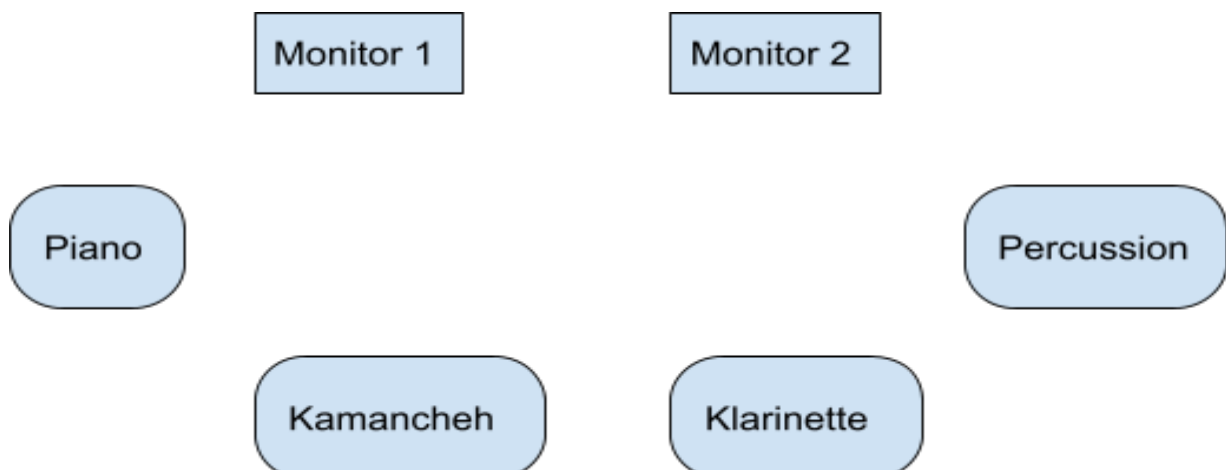 Monitor 1
Monitor 2
Piano
Percussion
Kamancheh
Klarinette